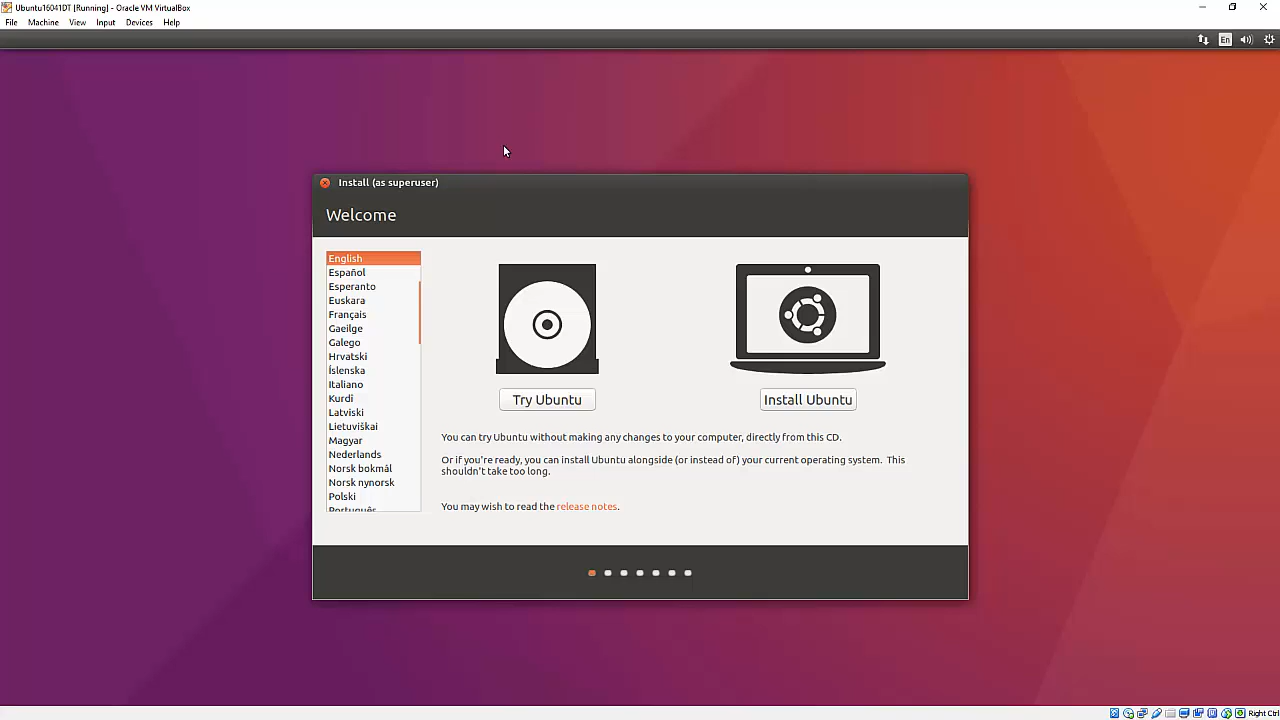 Ubuntu16041DT [Running] - Oracle VM VirtualBox
File Machine View Input Devices Help
En
Install (as superuser)
Welcome
English
Español
Esperanto
Euskara
Français
Gaeilge
Galego
Hrvatski
Íslenska
Italiano
Kurdî
Latviski
Lietuviškai
Magyar
Nederlands
Norsk bokmål
Norsk nynorsk
Polski
Português
Try Ubuntu
Install Ubuntu
You can try Ubuntu without making any changes to your computer, directly from this CD.
Or if you're ready, you can install Ubuntu alongside (or instead of) your current operating system. This
shouldn't take too long.
You may wish to read the release notes.
Right Ctrl